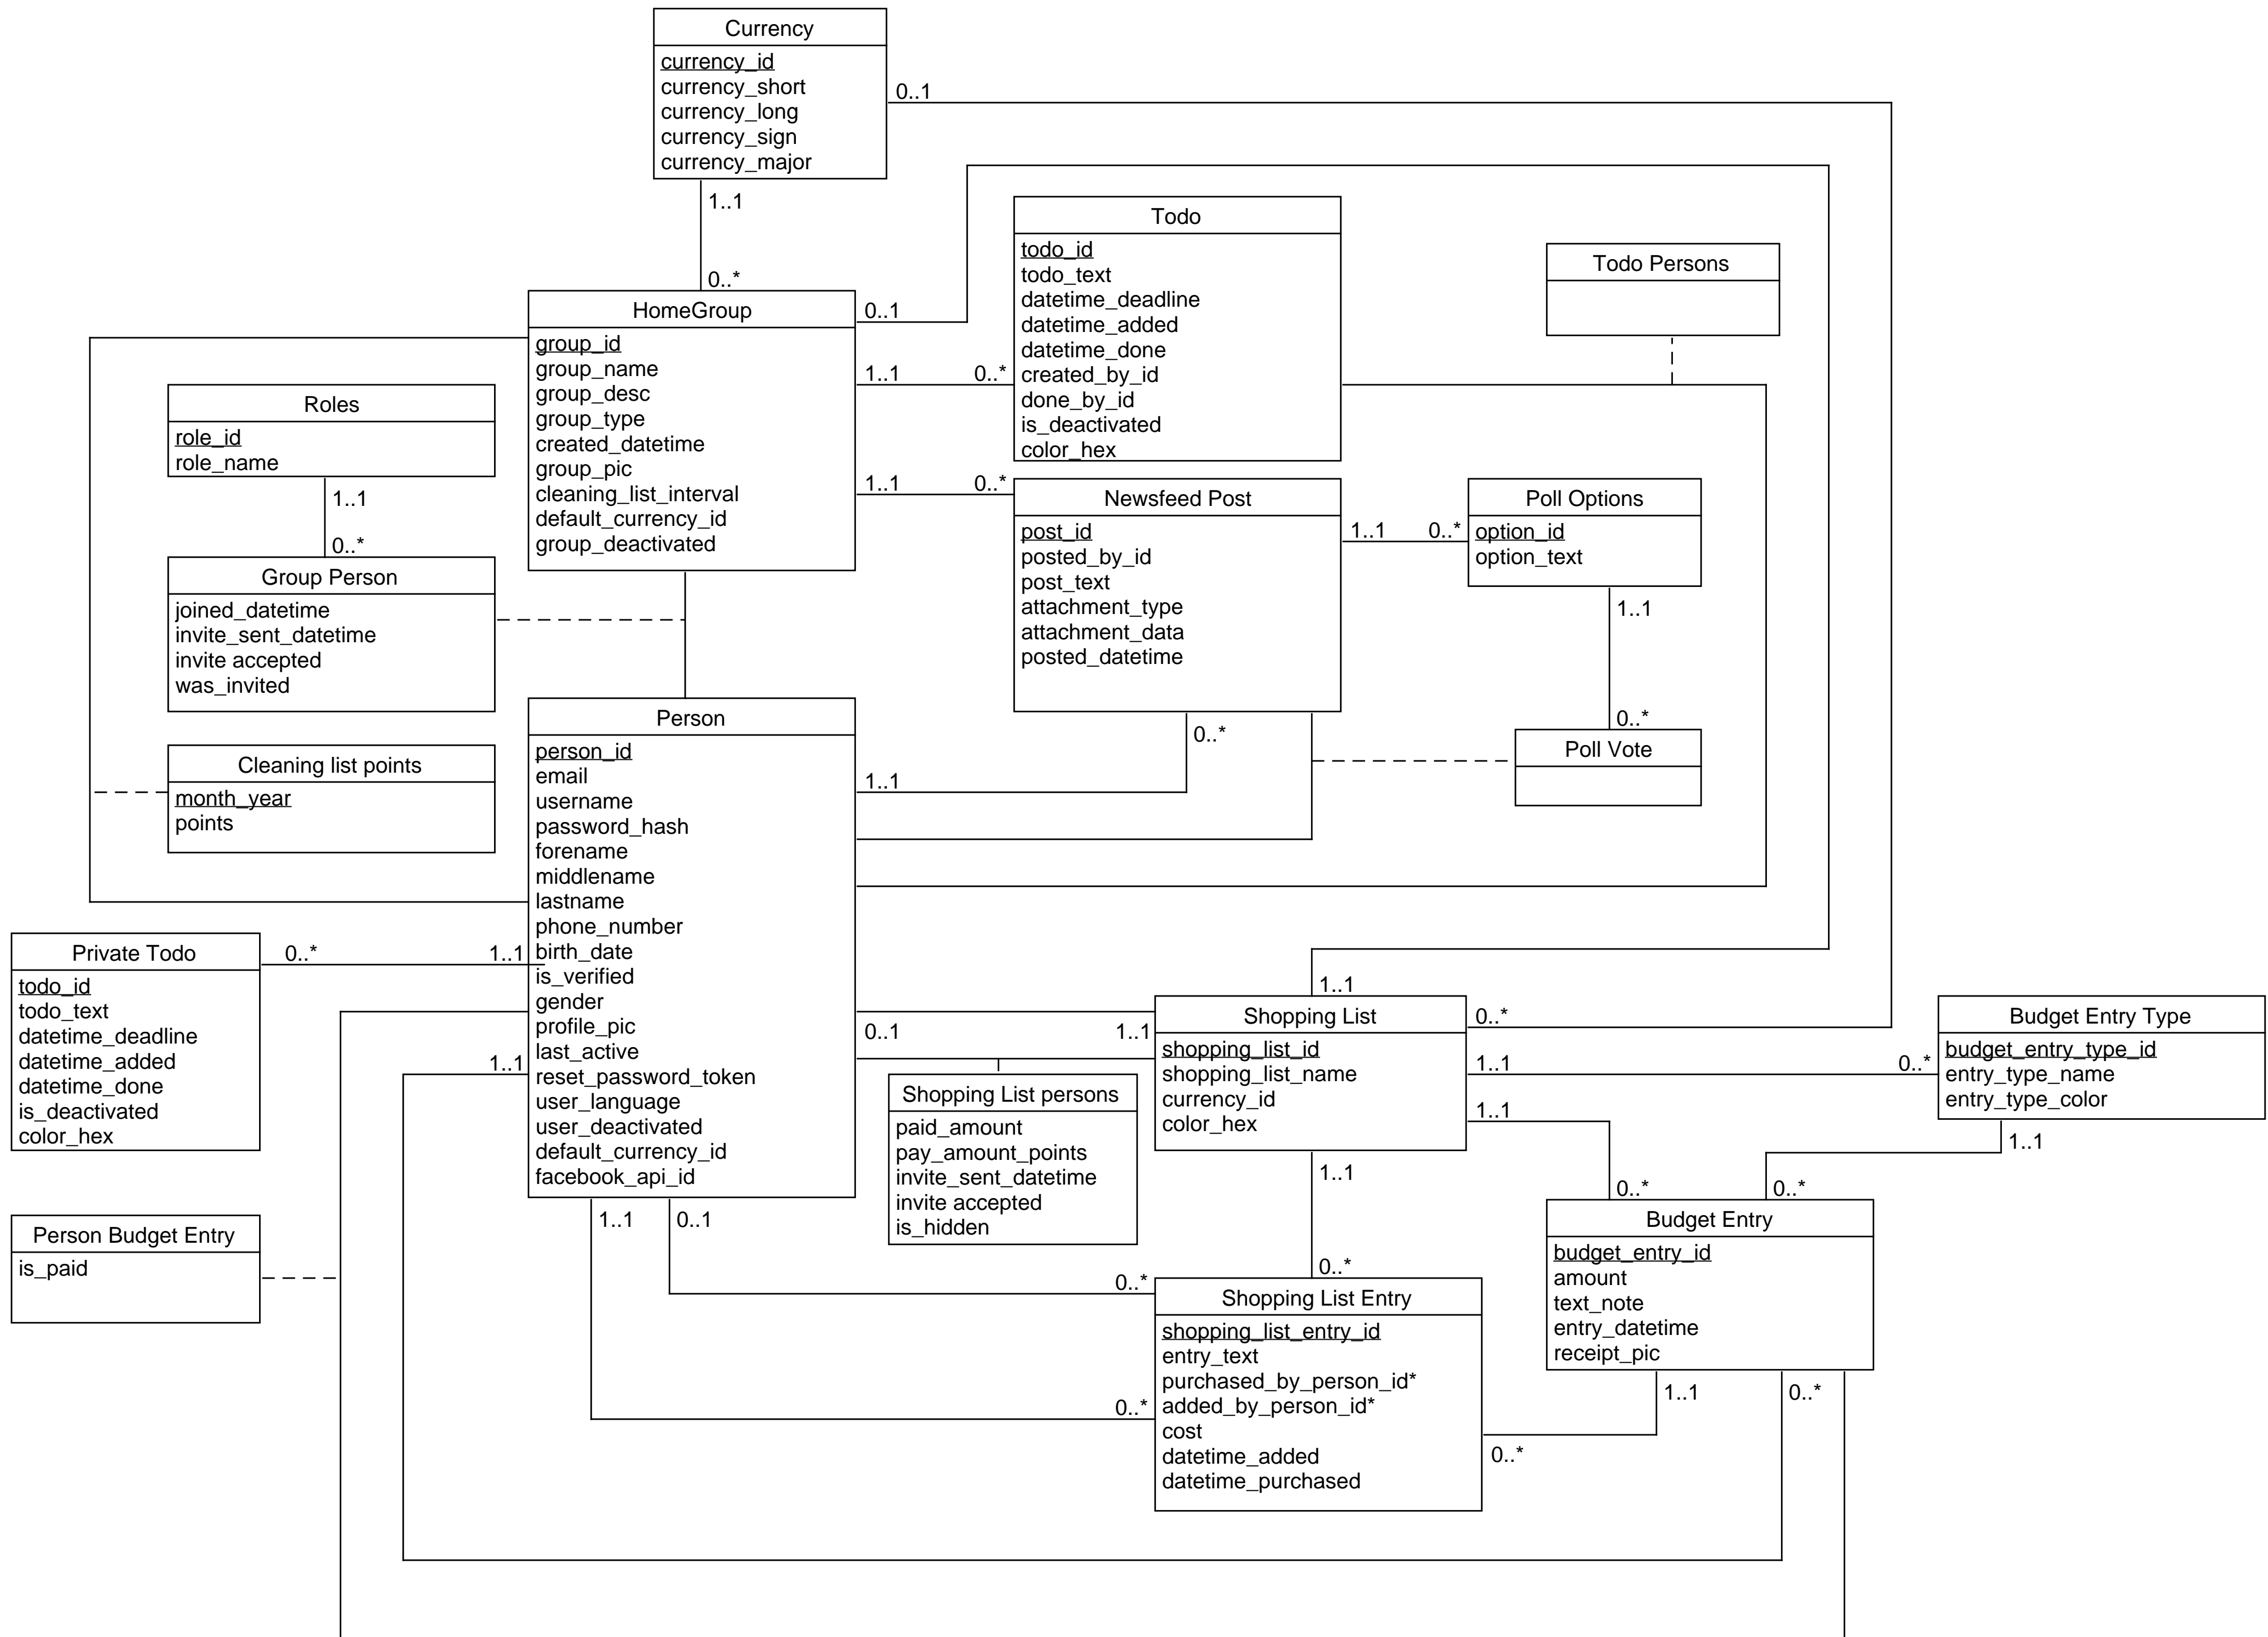 Currency
currency_id
currency_short
currency_long
currency_sign
currency_major
0..1
1..1
0..*
HomeGroup
group_id
group_name
group_desc
group_type
created_datetime
group_pic
cleaning_list_interval
default_currency_id
group_deactivated
0..1
1..1
0..*
1..1
0..*
Todo
todo_id
todo_text
datetime_deadline
datetime_added
datetime_done
created_by_id
done_by_id
is_deactivated
color_hex
Todo Persons
Roles
role_id
role_name
1..1
0..*
Group Person
joined_datetime
invite_sent_datetime
invite accepted
was_invited
Newsfeed Post
post_id
posted_by_id
post_text
attachment_type
attachment_data
posted_datetime
1..1
0..*
Poll Options
option_id
option_text
1..1
0..*
Poll Vote
0..*
1..1
Cleaning list points
month_year
points
Person
person_id
email
username
password_hash
forename
middlename
lastname
phone_number
birth_date
is_verified
gender
profile_pic
last_active
reset_password_token
user_language
user_deactivated
default_currency_id
facebook_api_id
Private Todo
todo_id
todo_text
datetime_deadline
datetime_added
datetime_done
is_deactivated
color_hex
0..*
1..1
1..1
0..1
1..1
1..1
Shopping List
shopping_list_id
shopping_list_name
currency_id
color_hex
0..*
1..1
0..*
1..1
Budget Entry Type
budget_entry_type_id
entry_type_name
entry_type_color
1..1
Shopping List persons
paid_amount
pay_amount_points
invite_sent_datetime
invite accepted
is_hidden
Person Budget Entry
is_paid
1..1
0..1
1..1
0..*
0..*
0..*
0..*
0..*
Budget Entry
budget_entry_id
amount
text_note
entry_datetime
receipt_pic
Shopping List Entry
shopping_list_entry_id
entry_text
purchased_by_person_id*
added_by_person_id*
cost
datetime_added
datetime_purchased
1..1
0..*
0..*